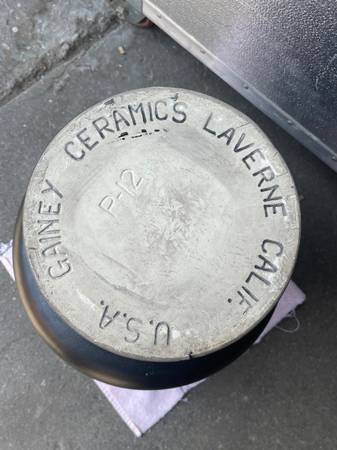 GAINEY CERAMICS LAVERNE CALIF.
U.S.A.
P-12